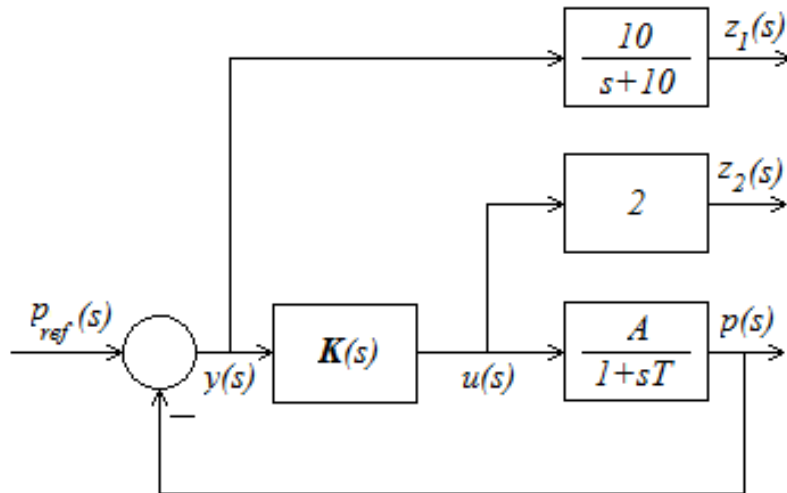 10
s+10
z1(s)
2
z2(s)
pref(s)
y(s)
K(s)
u(s)
A
1+sT
p(s)
−